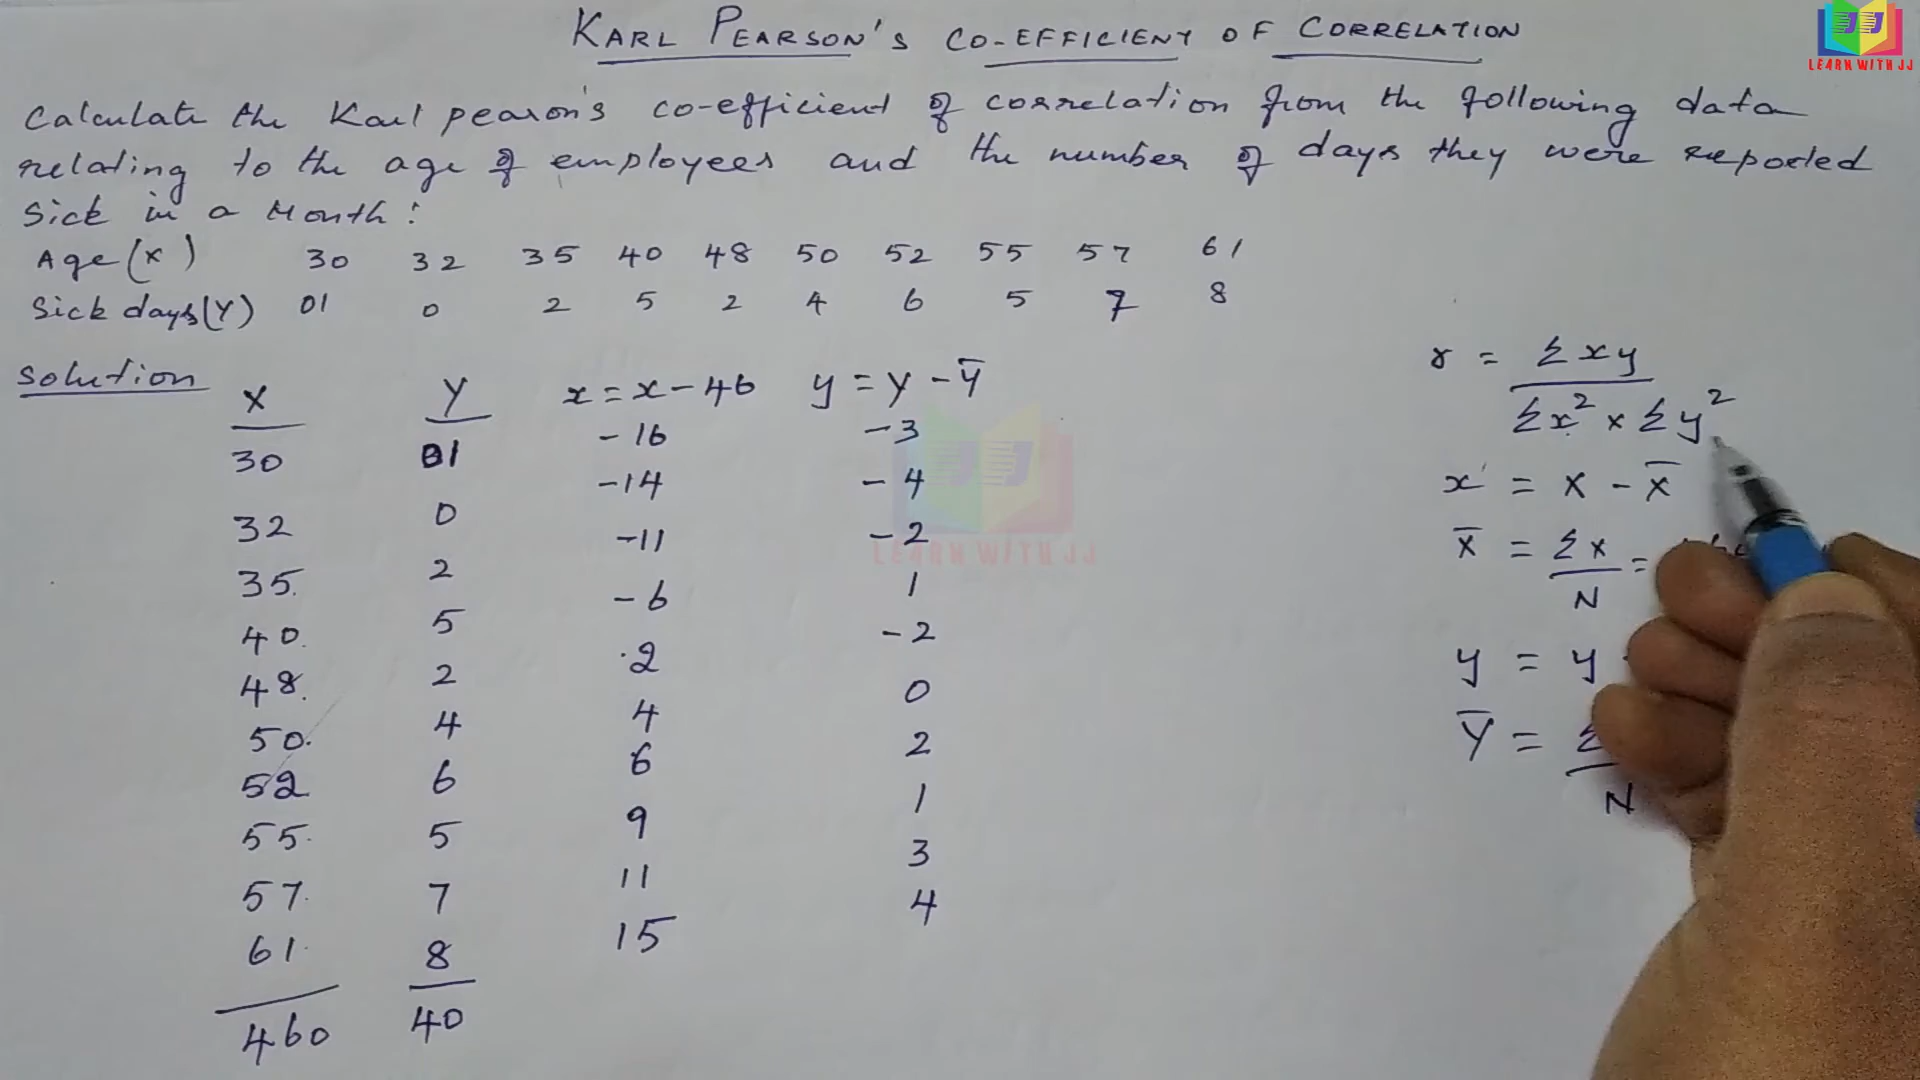 KARL PEARSON'S CO-EFFICIENT OF CORRELATION
LEARN WITH JJ
Calculate the Karl pearon's co-efficient of correlation from the following data
relating to the age of employees and the number of days they were reported
Sick in a Month:
Age (X) 30 32 35 40 48 50 52 55 57 61
Sick days (Y) 01 0 2 5 2 4 6 5 7 8
Solution
X Y x = x - 46 y = y - ȳ
30 01 -16 -3
32 0 -14 -4
35. 2 -11 -2
40. 5 -6 1
48. 2 2 -2
50. 4 4 0
52 6 6 2
55. 5 9 1
57. 7 11 3
61. 8 15 4
460 40
LEARN WITH JJ
r = Σxy
Σx² × Σy²
x = X - X̄
X̄ = Σx =
N
y = y
Ȳ = Σ
N